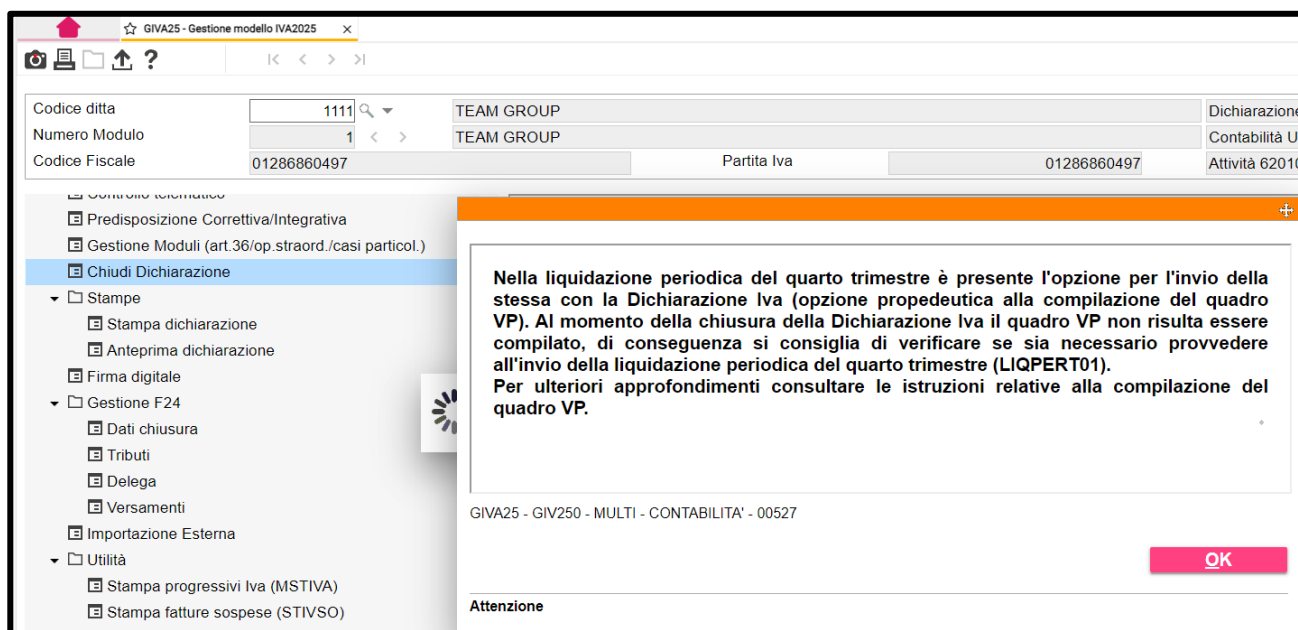 GIVA25 - Gestione modello IVA2025
Codice ditta 1111 TEAM GROUP Dichiarazione
Numero Modulo 1 TEAM GROUP Contabilità U
Codice Fiscale 01286860497 Partita Iva 01286860497 Attività 6201
Controllo telematico
Predisposizione Correttiva/Integrativa
Gestione Moduli (art.36/op.straord./casi particol.)
Chiudi Dichiarazione
Stampe
Stampa dichiarazione
Anteprima dichiarazione
Firma digitale
Gestione F24
Dati chiusura
Tributi
Delega
Versamenti
Importazione Esterna
Utilità
Stampa progressivi Iva (MSTIVA)
Stampa fatture sospese (STIVSO)
Nella liquidazione periodica del quarto trimestre è presente l'opzione per l'invio della
stessa con la Dichiarazione Iva (opzione propedeutica alla compilazione del quadro
VP). Al momento della chiusura della Dichiarazione Iva il quadro VP non risulta essere
compilato, di conseguenza si consiglia di verificare se sia necessario provvedere
all'invio della liquidazione periodica del quarto trimestre (LIQPERT01).
Per ulteriori approfondimenti consultare le istruzioni relative alla compilazione del
quadro VP.
GIVA25 - GIV250 - MULTI - CONTABILITA' - 00527
OK
Attenzione